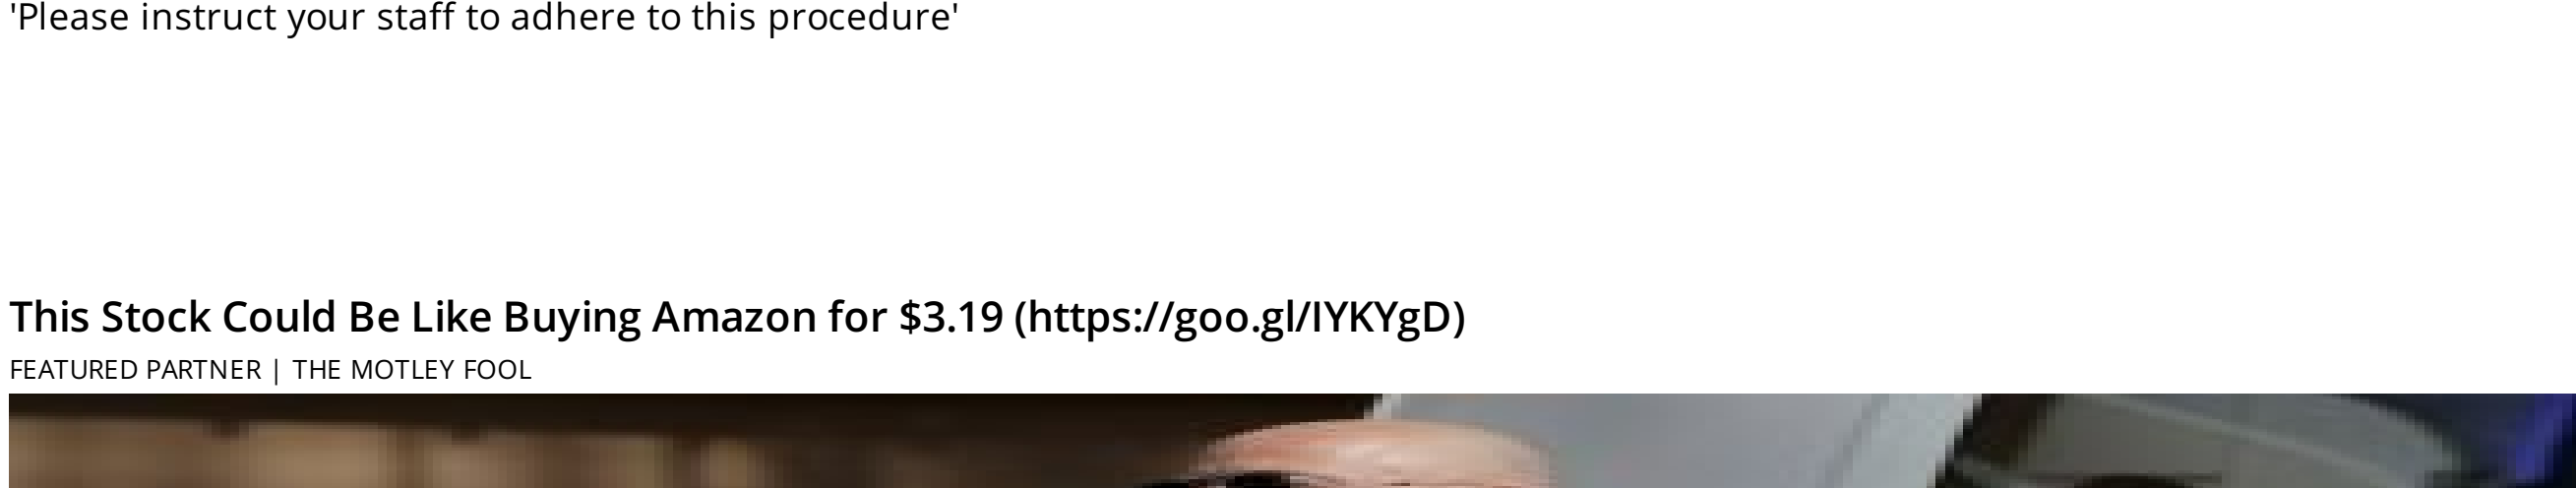 'Please instruct your staff to adhere to this procedure'
This Stock Could Be Like Buying Amazon for $3.19 (https://goo.gl/IYKYgD)
FEATURED PARTNER | THE MOTLEY FOOL